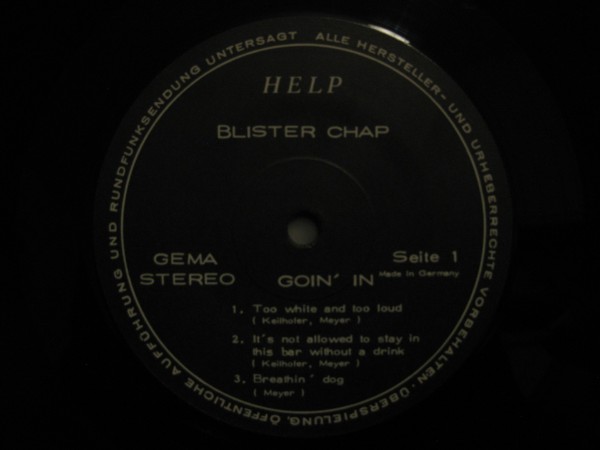 ALLE HERSTELLER- UND URHEBERRECHTE VORBEHALTEN · ÜBERSPIELUNG, ÖFFENTLICHE AUFFÜHRUNG UND RUNDFUNKSENDUNG UNTERSAGT
HELP
BLISTER CHAP
GEMA
STEREO
Seite 1
Made in Germany
GOIN' IN
1. Too white and too loud
( Keilhofer, Meyer )
2. It's not allowed to stay in
this bar without a drink
( Keilhofer, Meyer )
3. Breathin' dog
( Meyer )